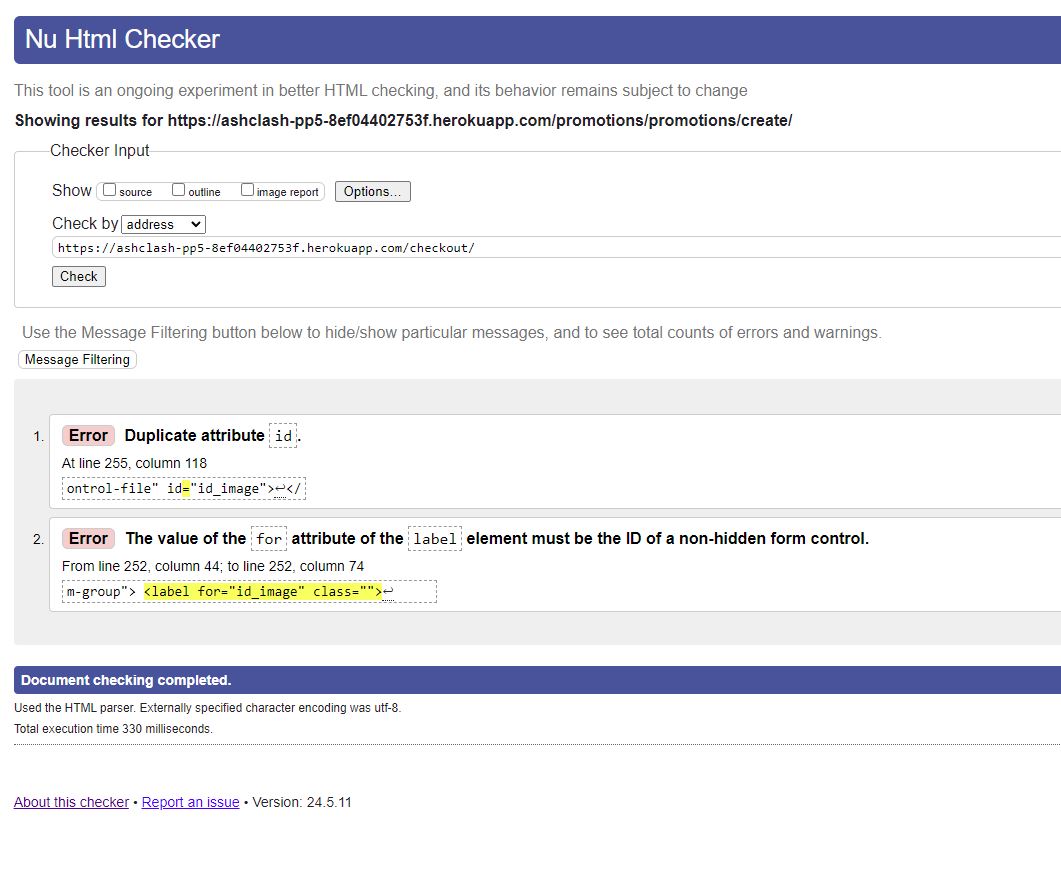 Nu Html Checker
This tool is an ongoing experiment in better HTML checking, and its behavior remains subject to change
Showing results for https://ashclash-pp5-8ef04402753f.herokuapp.com/promotions/promotions/create/
Checker Input
Show source outline image report Options...
Check by address
https://ashclash-pp5-8ef04402753f.herokuapp.com/checkout/
Check
Use the Message Filtering button below to hide/show particular messages, and to see total counts of errors and warnings.
Message Filtering
1. Error Duplicate attribute id.
At line 255, column 118
ontrol-file" id="id_image">↩</
2. Error The value of the for attribute of the label element must be the ID of a non-hidden form control.
From line 252, column 44; to line 252, column 74
m-group"> <label for="id_image" class="">↩
Document checking completed.
Used the HTML parser. Externally specified character encoding was utf-8.
Total execution time 330 milliseconds.
About this checker • Report an issue • Version: 24.5.11